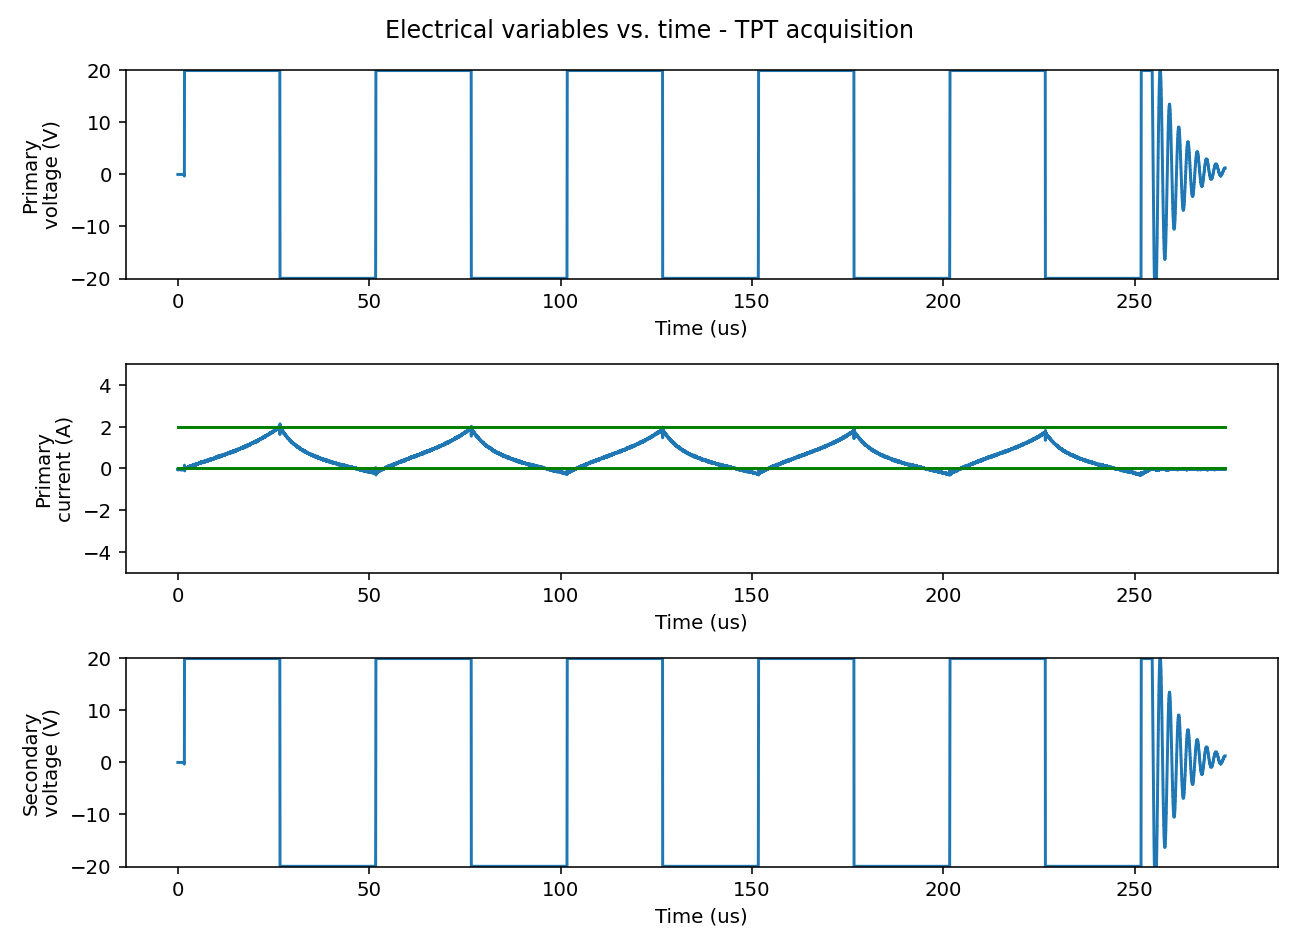 Electrical variables vs. time - TPT acquisition
Primary
voltage (V)
20
10
0
−10
−20
0 50 100 150 200 250
Time (us)
Primary
current (A)
4
2
0
−2
−4
0 50 100 150 200 250
Time (us)
Secondary
voltage (V)
20
10
0
−10
−20
0 50 100 150 200 250
Time (us)